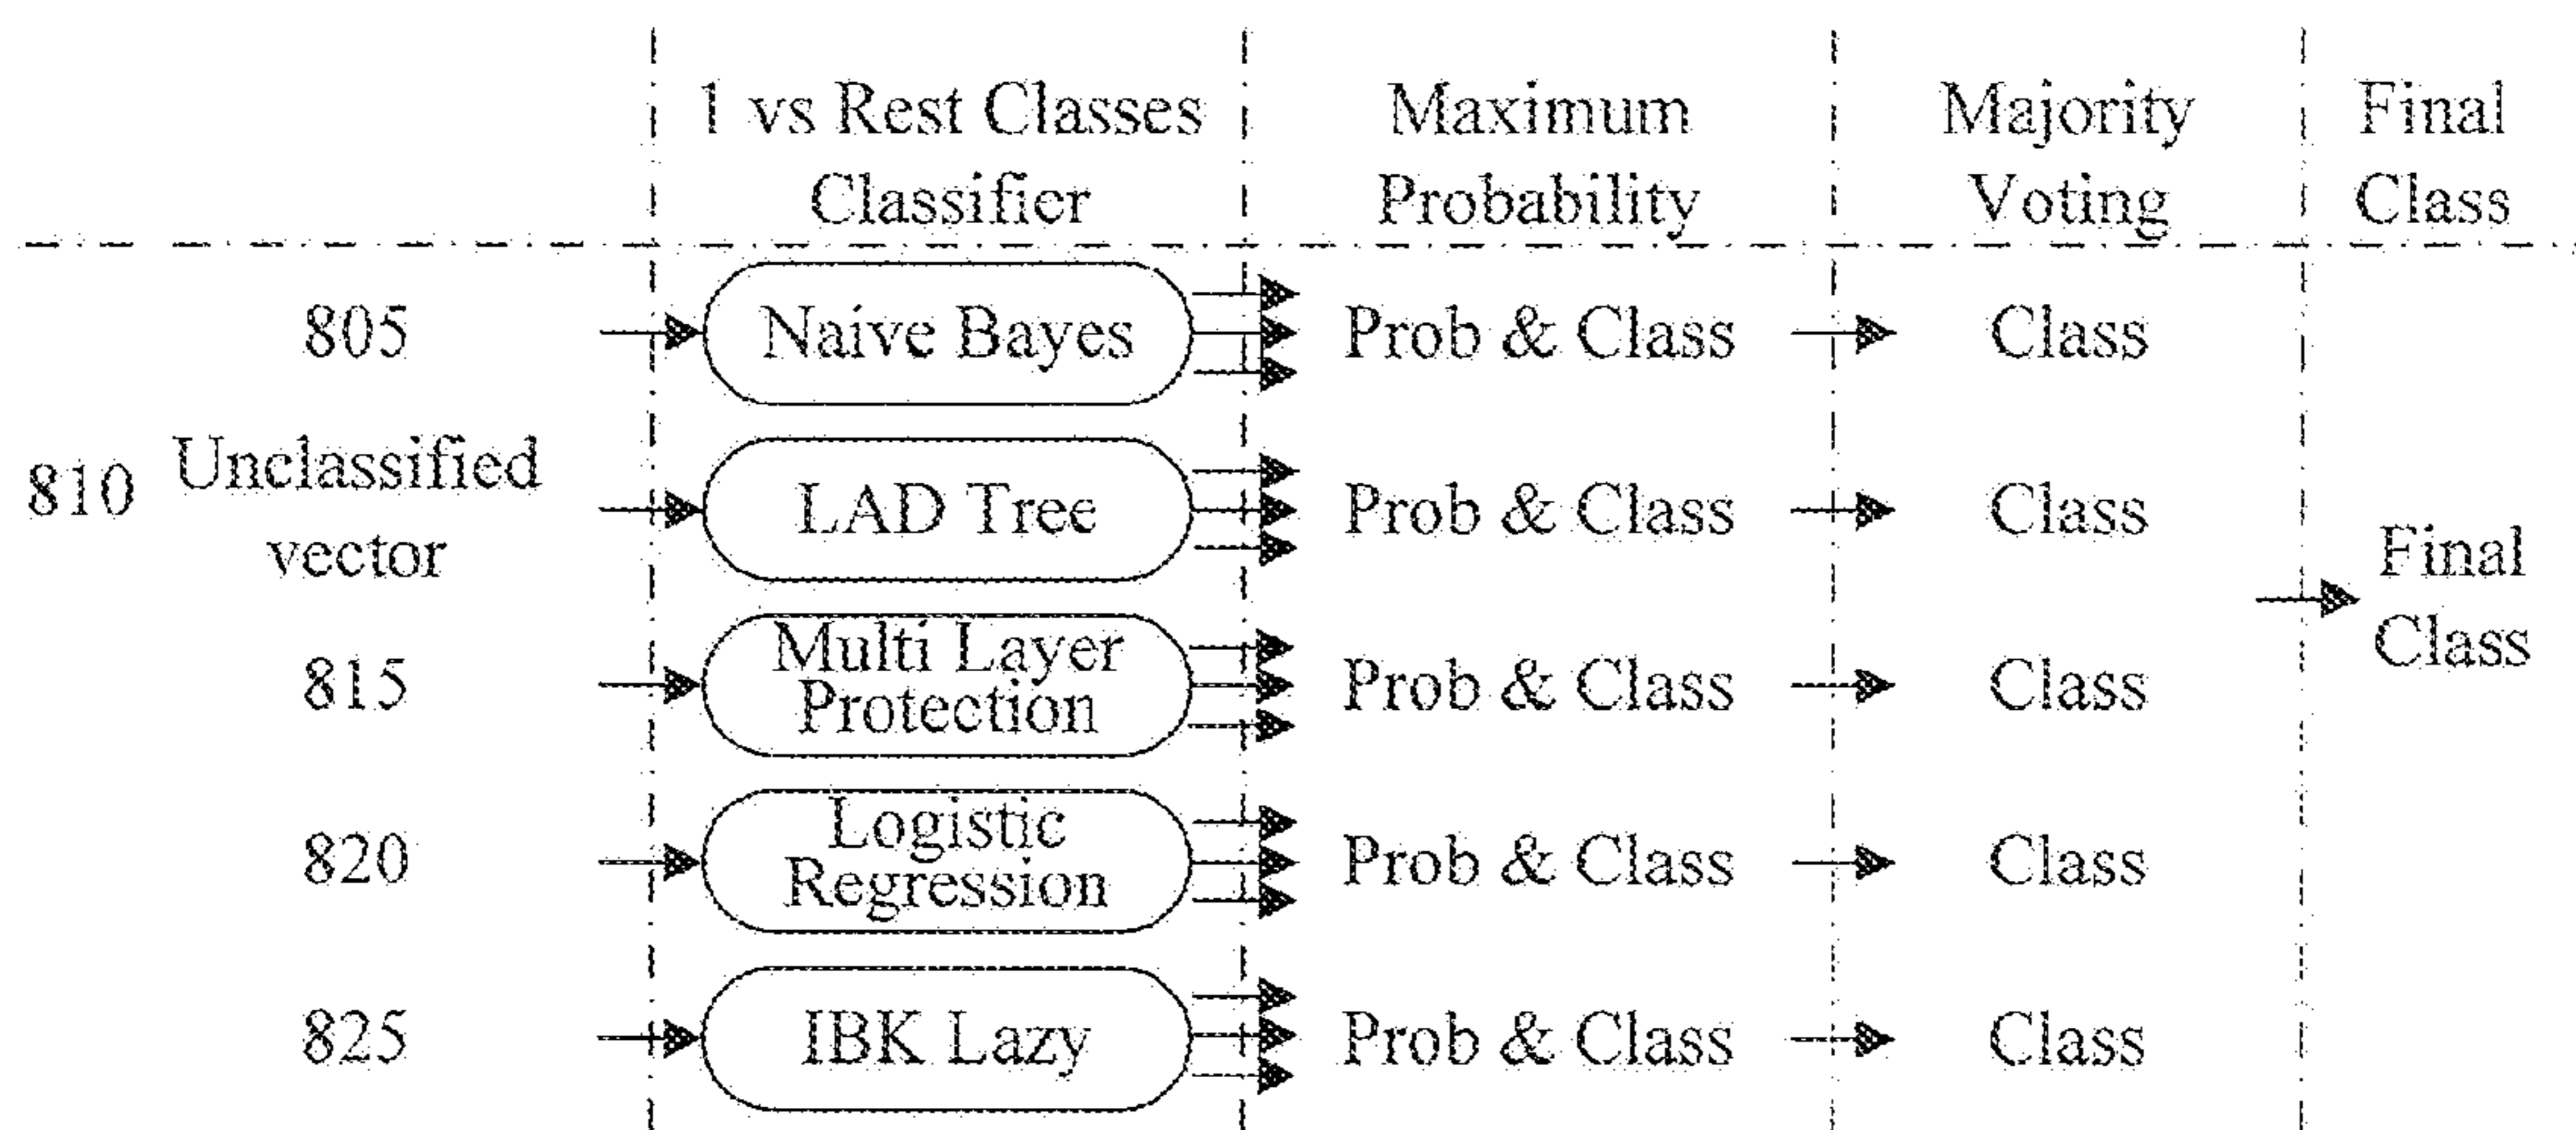 1 vs Rest Classes
Classifier
Maximum
Probability
Majority
Voting
Final
Class
805
Naive Bayes
Prob & Class
Class
810
Unclassified
vector
LAD Tree
Prob & Class
Class
815
Multi Layer
Protection
Prob & Class
Class
820
Logistic
Regression
Prob & Class
Class
825
IBK Lazy
Prob & Class
Class
Final
Class